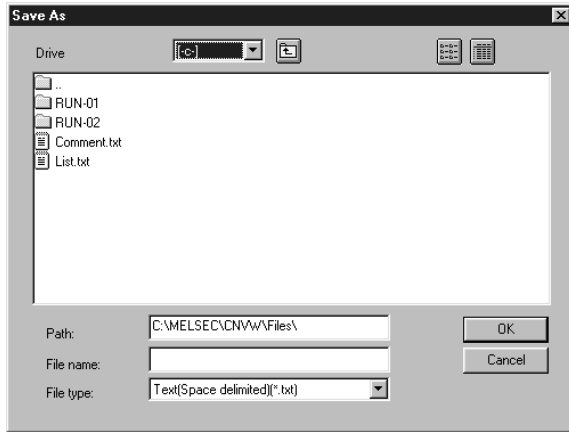 Save As
Drive [-c-]
..
RUN-01
RUN-02
Comment.txt
List.txt
Path: C:\MELSEC\CNVW\Files\
OK
File name:
Cancel
File type: Text(Space delimited)(*.txt)